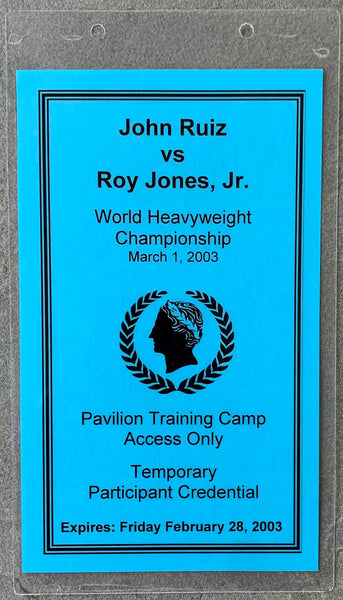 John Ruiz
vs
Roy Jones, Jr.
World Heavyweight
Championship
March 1, 2003
Pavilion Training Camp
Access Only
Temporary
Participant Credential
Expires: Friday February 28, 2003